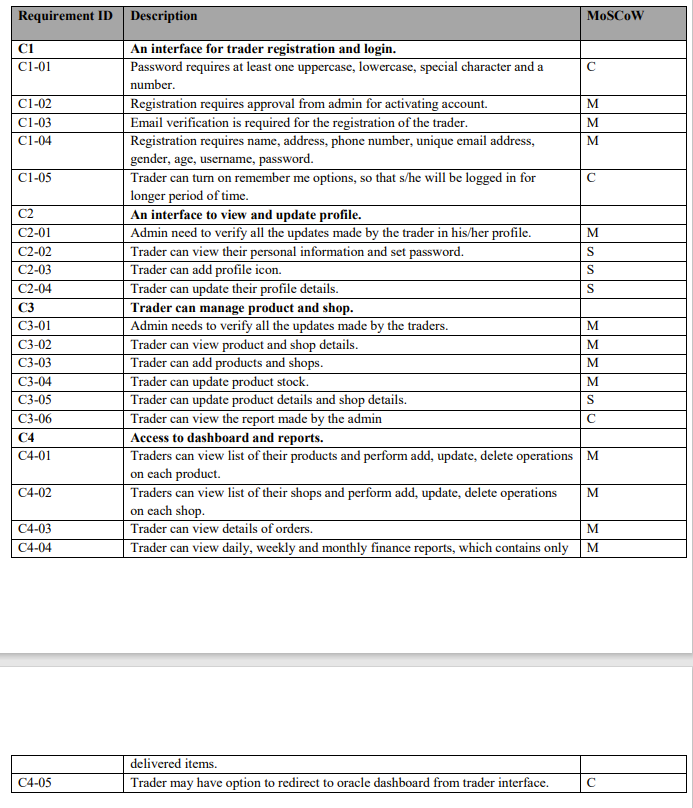 Requirement ID Description MoSCoW
C1 An interface for trader registration and login.
C1-01 Password requires at least one uppercase, lowercase, special character and a C
number.
C1-02 Registration requires approval from admin for activating account. M
C1-03 Email verification is required for the registration of the trader. M
C1-04 Registration requires name, address, phone number, unique email address, M
gender, age, username, password.
C1-05 Trader can turn on remember me options, so that s/he will be logged in for C
longer period of time.
C2 An interface to view and update profile.
C2-01 Admin need to verify all the updates made by the trader in his/her profile. M
C2-02 Trader can view their personal information and set password. S
C2-03 Trader can add profile icon. S
C2-04 Trader can update their profile details. S
C3 Trader can manage product and shop.
C3-01 Admin needs to verify all the updates made by the traders. M
C3-02 Trader can view product and shop details. M
C3-03 Trader can add products and shops. M
C3-04 Trader can update product stock. M
C3-05 Trader can update product details and shop details. S
C3-06 Trader can view the report made by the admin C
C4 Access to dashboard and reports.
C4-01 Traders can view list of their products and perform add, update, delete operations M
on each product.
C4-02 Traders can view list of their shops and perform add, update, delete operations M
on each shop.
C4-03 Trader can view details of orders. M
C4-04 Trader can view daily, weekly and monthly finance reports, which contains only M
delivered items.
C4-05 Trader may have option to redirect to oracle dashboard from trader interface. C